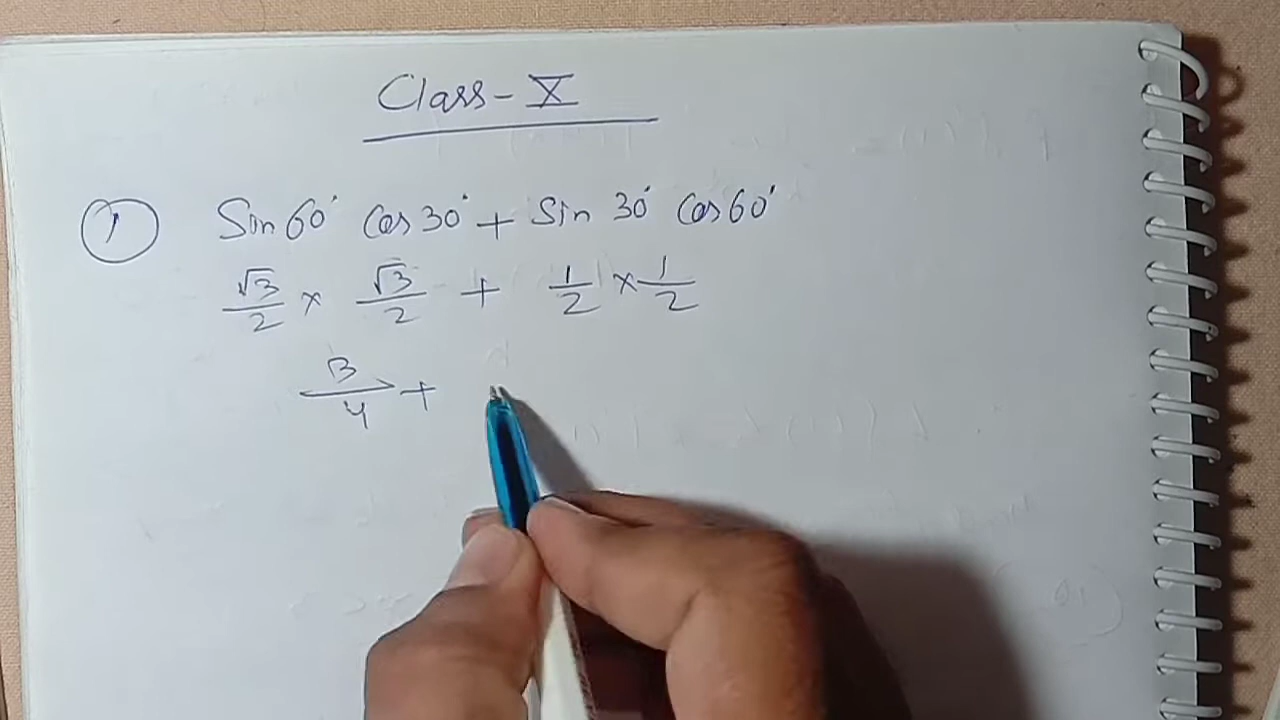 Class - X
1 Sin 60° Cos 30° + Sin 30° Cos 60°
√3/2 × √3/2 + 1/2 × 1/2
3/4 +